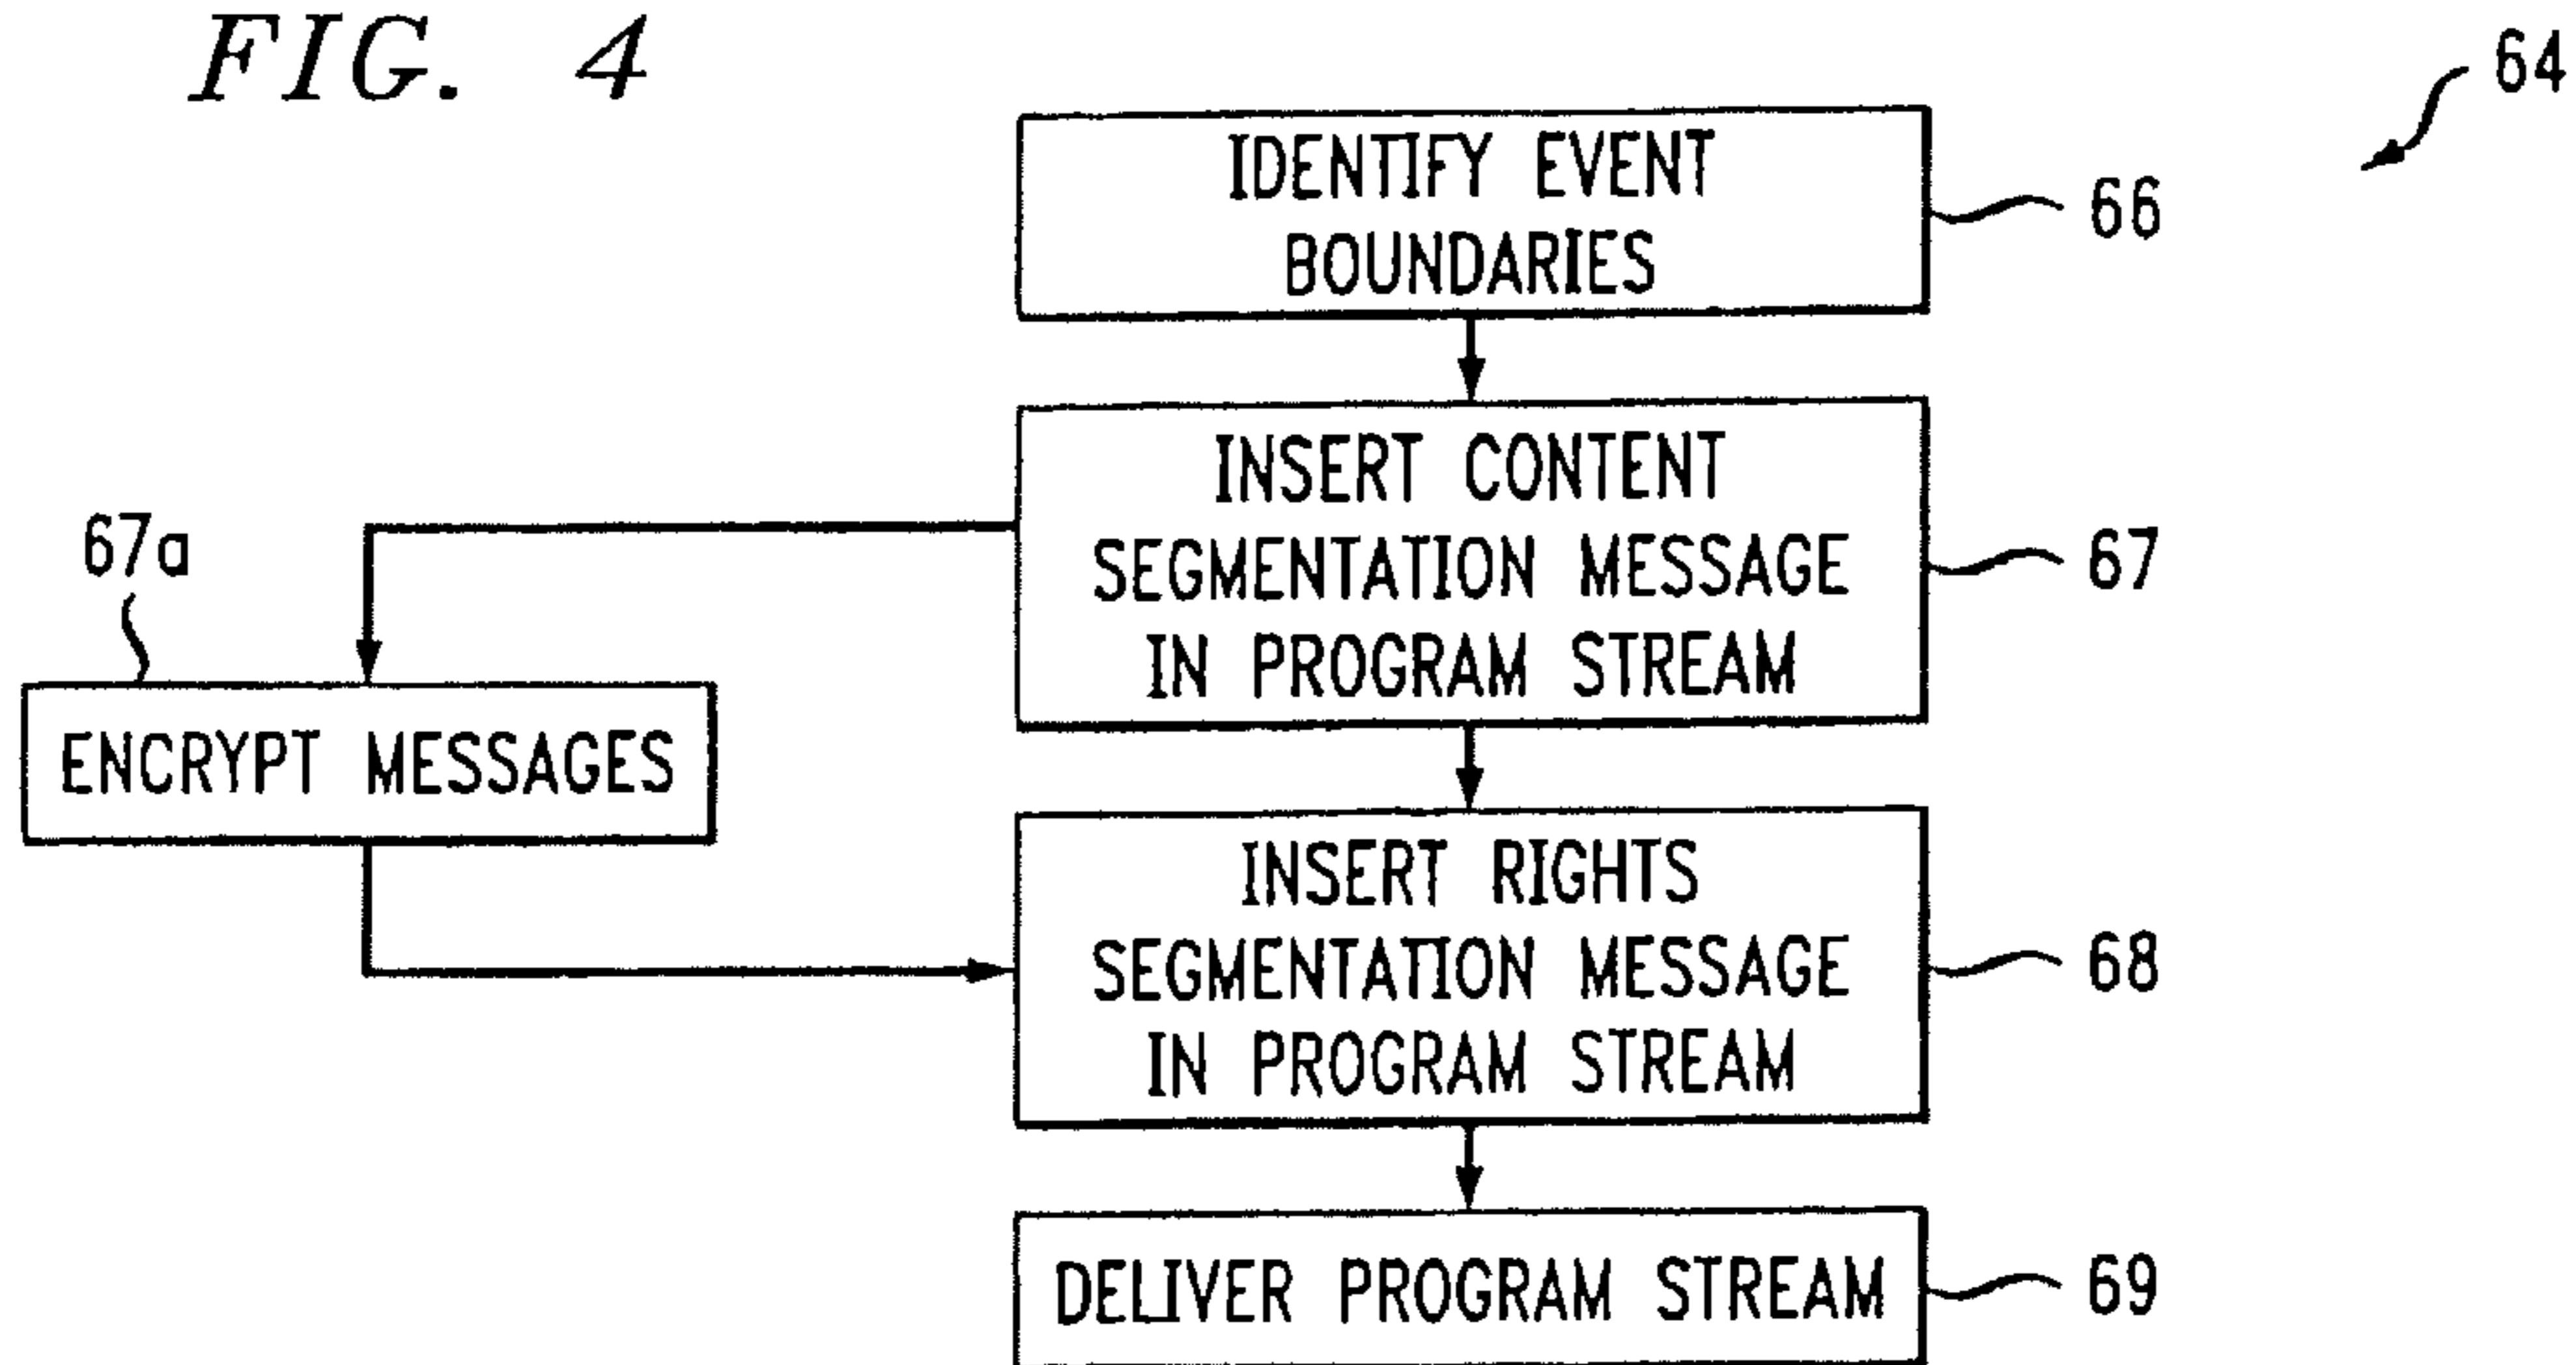 FIG. 4
64
IDENTIFY EVENT
BOUNDARIES
66
INSERT CONTENT
SEGMENTATION MESSAGE
IN PROGRAM STREAM
67
67a
ENCRYPT MESSAGES
INSERT RIGHTS
SEGMENTATION MESSAGE
IN PROGRAM STREAM
68
DELIVER PROGRAM STREAM
69